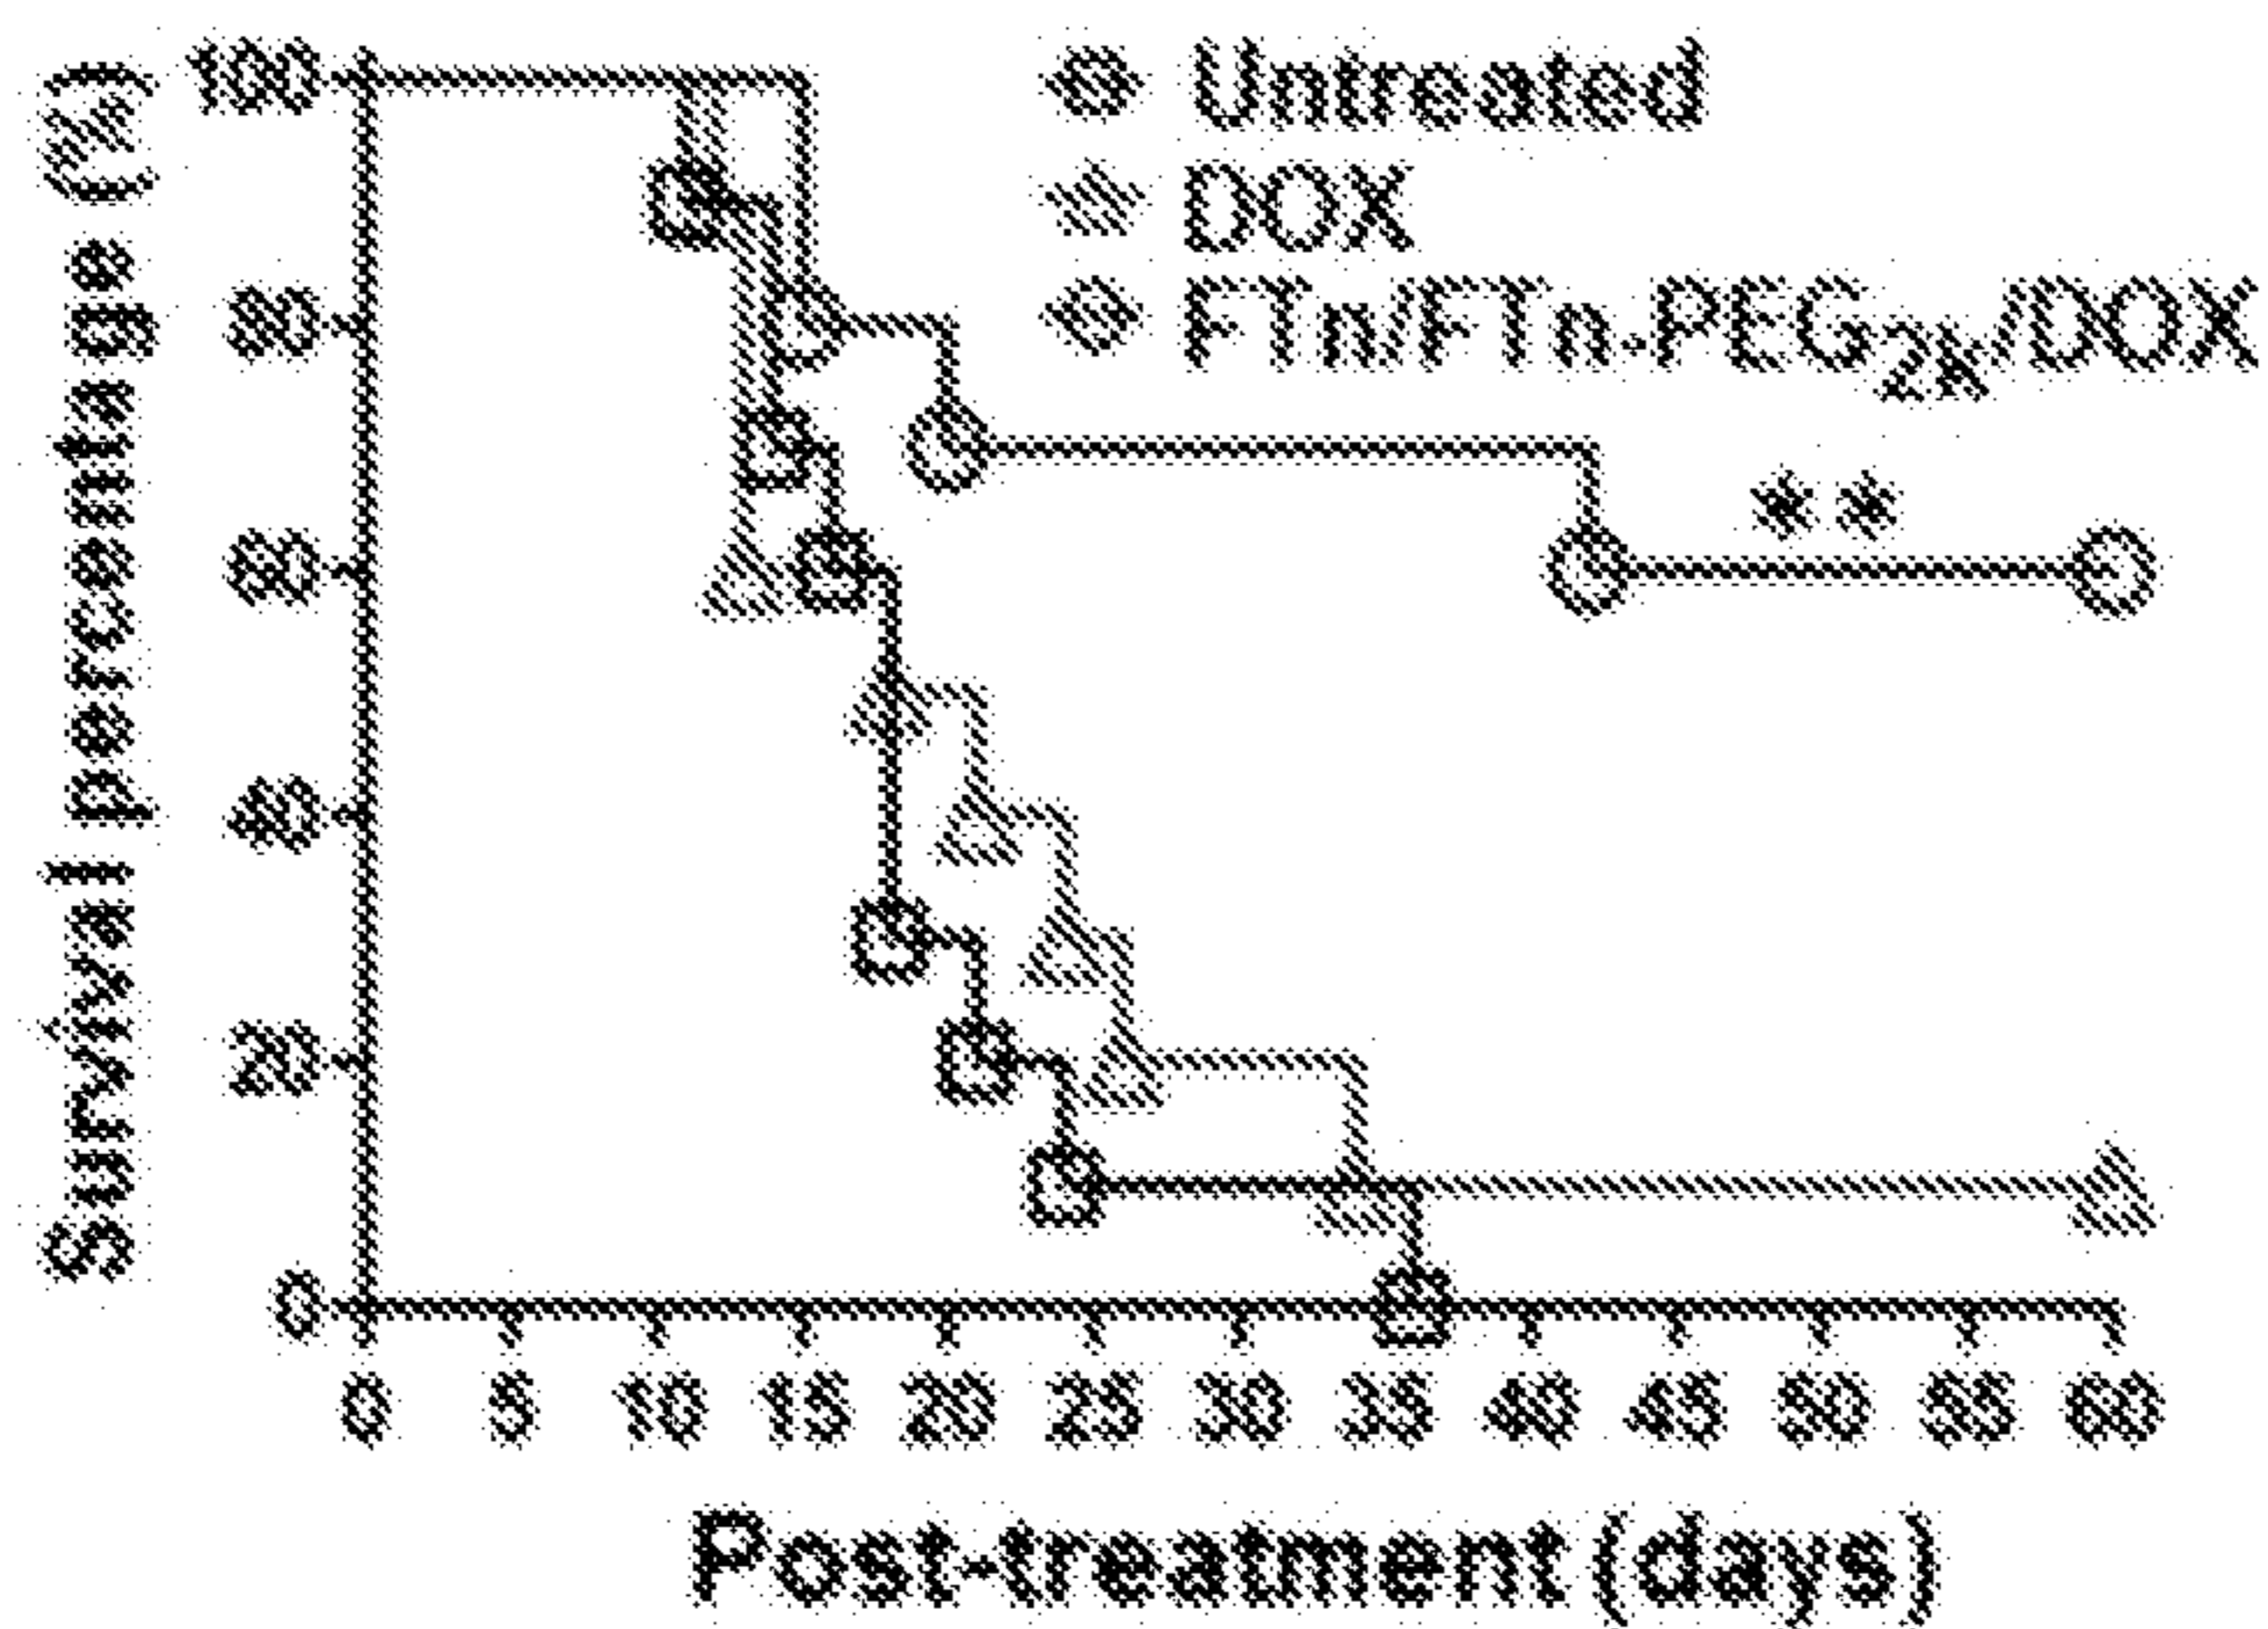 Survival percentage (%)
100
80
60
40
20
0
Untreated
DOX
FTn/FTn-PEG2k/DOX
**
0 5 10 15 20 25 30 35 40 45 50 55 60
Post-treatment (days)